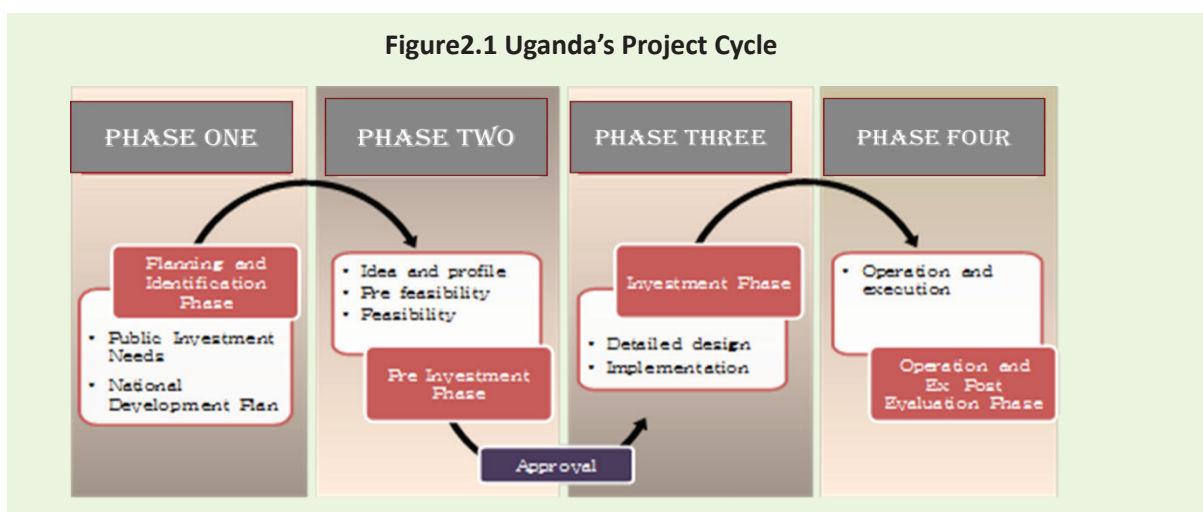 Figure2.1 Uganda's Project Cycle
PHASE ONE
Planning and
Identification
Phase
• Public Investment
Needs
• National
Development Plan
PHASE TWO
• Idea and profile
• Pre feasibility
• Feasibility
Pre Investment
Phase
Approval
PHASE THREE
Investment Phase
• Detailed design
• Implementation
PHASE FOUR
• Operation and
execution
Operation and
Ex Post
Evaluation Phase